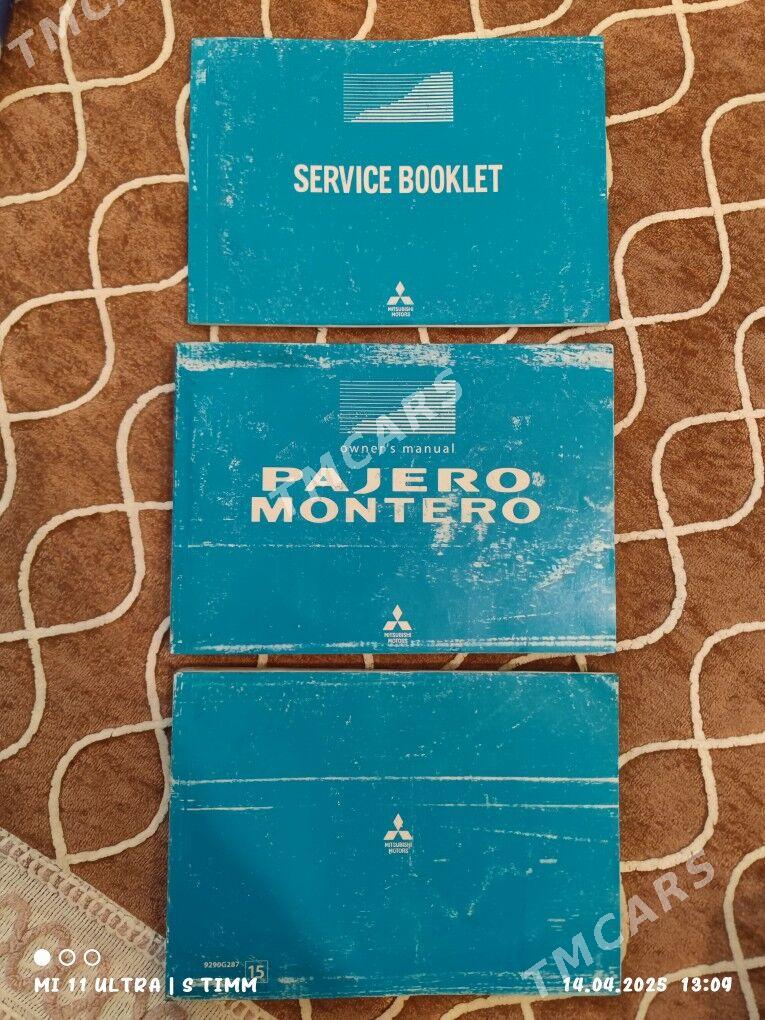 TMCARS
SERVICE BOOKLET
MITSUBISHI
MOTORS
TMCARS
owner's manual
PAJERO
MONTERO
MITSUBISHI
MOTORS
MITSUBISHI
MOTORS
TMCARS
9290G287 15
MI 11 ULTRA | S TIMM
14.04.2025 13:09